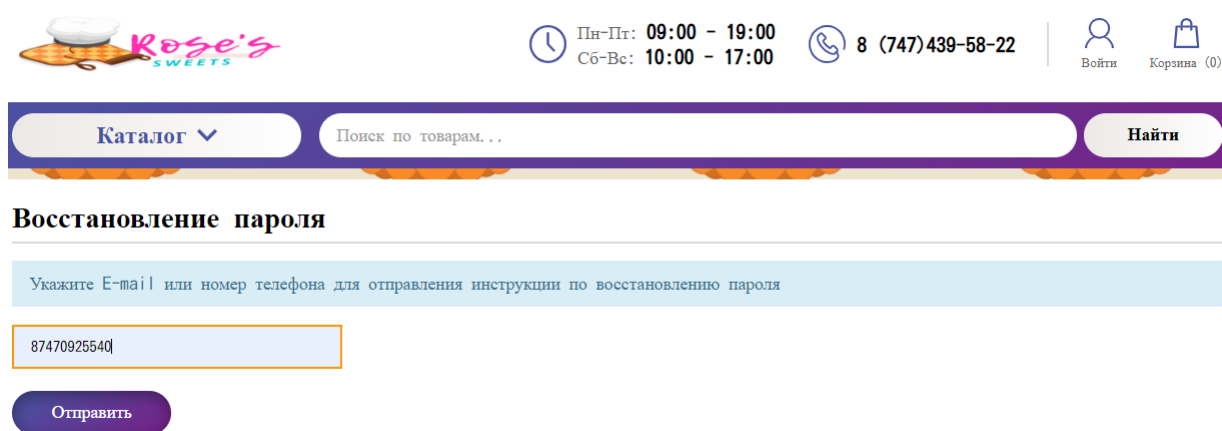 Rose's
SWEETS
Пн-Пт: 09:00 - 19:00
Сб-Вс: 10:00 - 17:00
8 (747)439-58-22
Войти
Корзина (0)
Каталог
Поиск по товарам...
Найти
Восстановление пароля
Укажите E-mail или номер телефона для отправления инструкции по восстановлению пароля
87470925540
Отправить